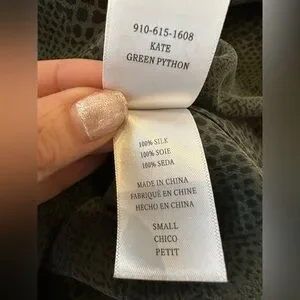 910-615-1608
KATE
GREEN PYTHON
100% SILK
100% SOIE
100% SEDA
MADE IN CHINA
FABRIQUÉ EN CHINE
HECHO EN CHINA
SMALL
CHICO
PETIT